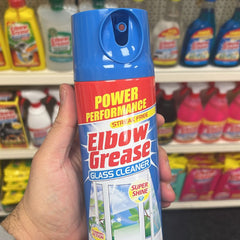 POWER
PERFORMANCE
STREAK FREE
Elbow
Grease
GLASS CLEANER
SUPER
SHINE